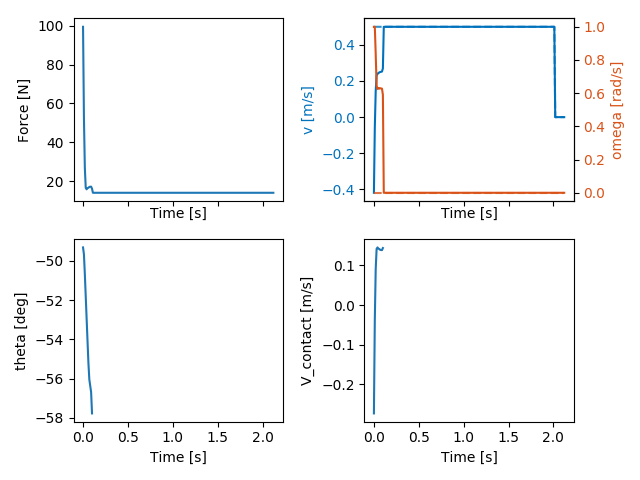 100
80
60
40
20
Force [N]
Time [s]
0.4
0.2
0.0
−0.2
−0.4
v [m/s]
1.0
0.8
0.6
0.4
0.2
0.0
omega [rad/s]
Time [s]
−50
−52
−54
−56
−58
theta [deg]
0.0 0.5 1.0 1.5 2.0
Time [s]
0.1
0.0
−0.1
−0.2
V_contact [m/s]
0.0 0.5 1.0 1.5 2.0
Time [s]